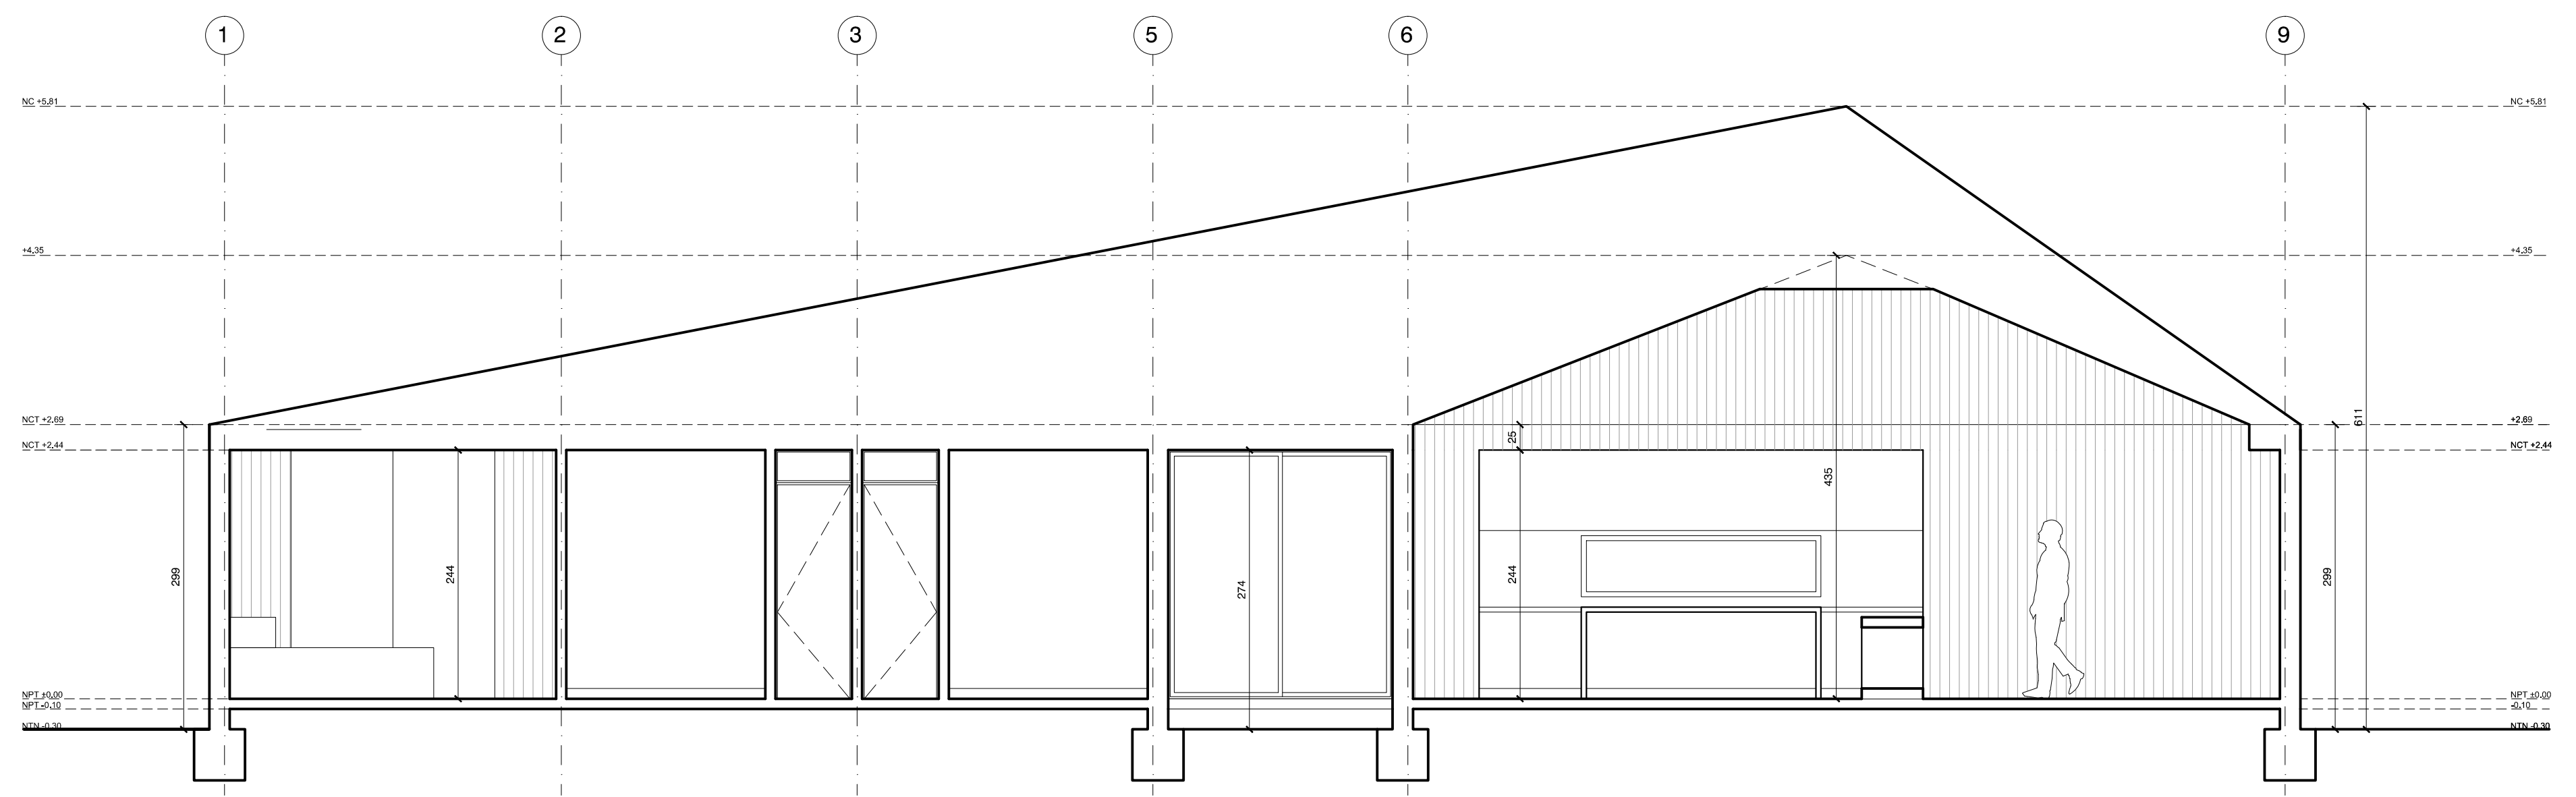 1 2 3 5 6 9
NC +5.81 NC +5.81
+4.35 +4.35
NCT +2.69 +2.69
NCT +2.44 NCT +2.44
611
25
435
299 244 274 244 299
NPT ±0.00 NPT ±0.00
NPT -0.10 -0.10
NTN -0.30 NTN -0.30